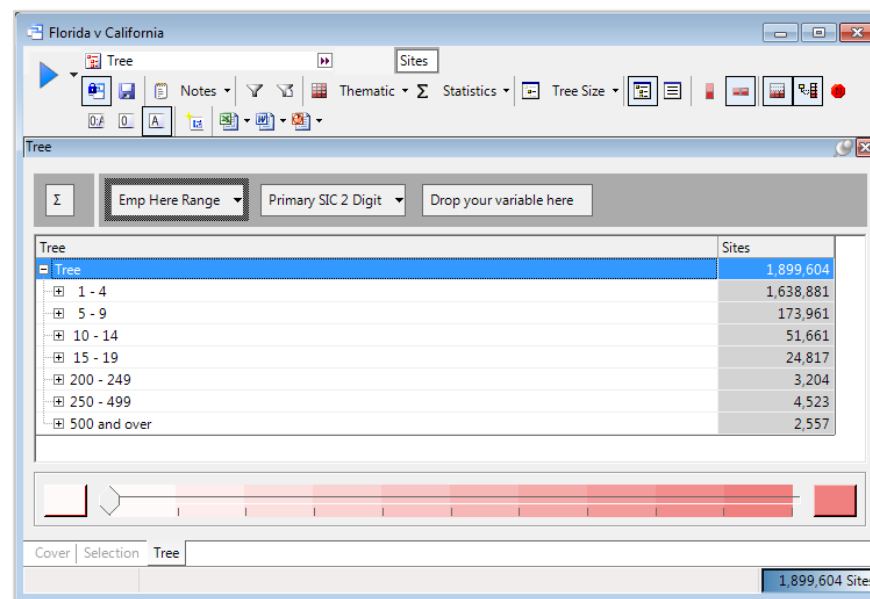 Florida v California
Tree Sites
Notes Thematic Σ Statistics Tree Size
A
Tree
Σ Emp Here Range Primary SIC 2 Digit Drop your variable here
Tree Sites
Tree 1,899,604
1 - 4 1,638,881
5 - 9 173,961
10 - 14 51,661
15 - 19 24,817
200 - 249 3,204
250 - 499 4,523
500 and over 2,557
Cover Selection Tree
1,899,604